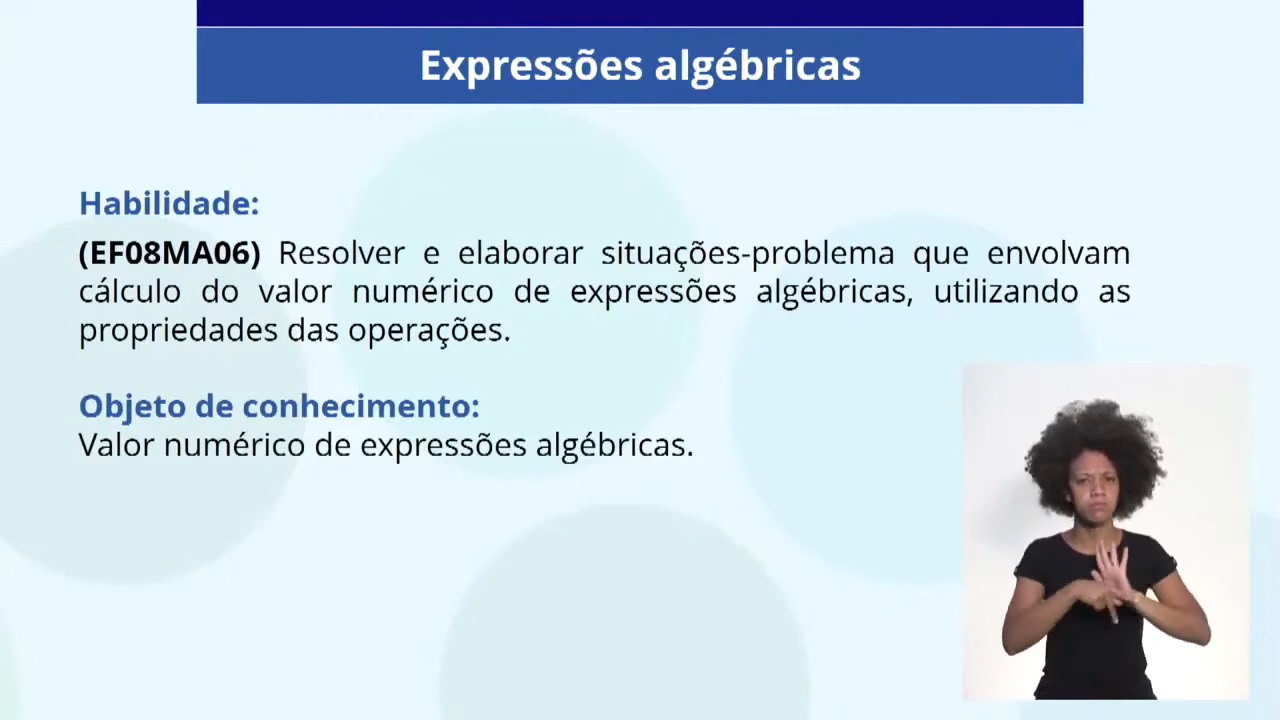 Expressões algébricas
Habilidade:
(EF08MA06) Resolver e elaborar situações-problema que envolvam
cálculo do valor numérico de expressões algébricas, utilizando as
propriedades das operações.
Objeto de conhecimento:
Valor numérico de expressões algébricas.